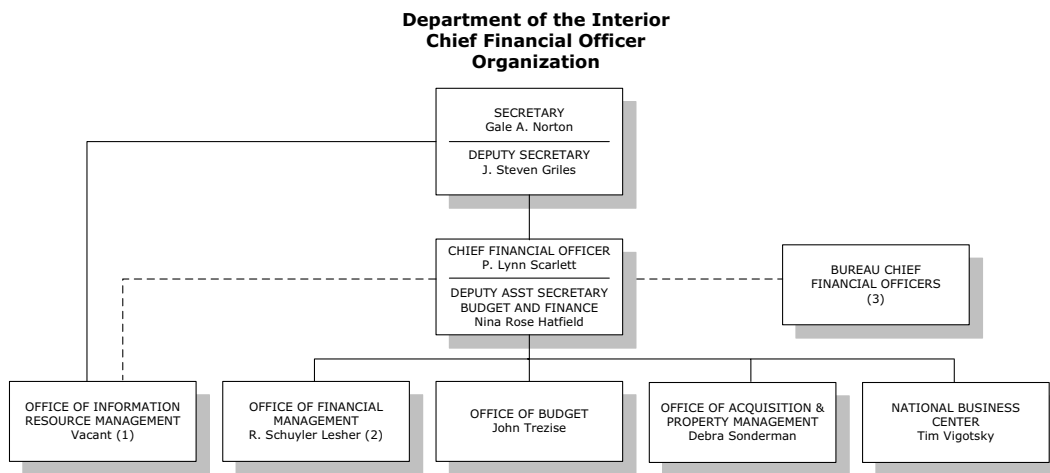 Department of the Interior
Chief Financial Officer
Organization
SECRETARY
Gale A. Norton
DEPUTY SECRETARY
J. Steven Griles
CHIEF FINANCIAL OFFICER
P. Lynn Scarlett
DEPUTY ASST SECRETARY
BUDGET AND FINANCE
Nina Rose Hatfield
BUREAU CHIEF
FINANCIAL OFFICERS
(3)
OFFICE OF INFORMATION
RESOURCE MANAGEMENT
Vacant (1)
OFFICE OF FINANCIAL
MANAGEMENT
R. Schuyler Lesher (2)
OFFICE OF BUDGET
John Trezise
OFFICE OF ACQUISITION &
PROPERTY MANAGEMENT
Debra Sonderman
NATIONAL BUSINESS
CENTER
Tim Vigotsky